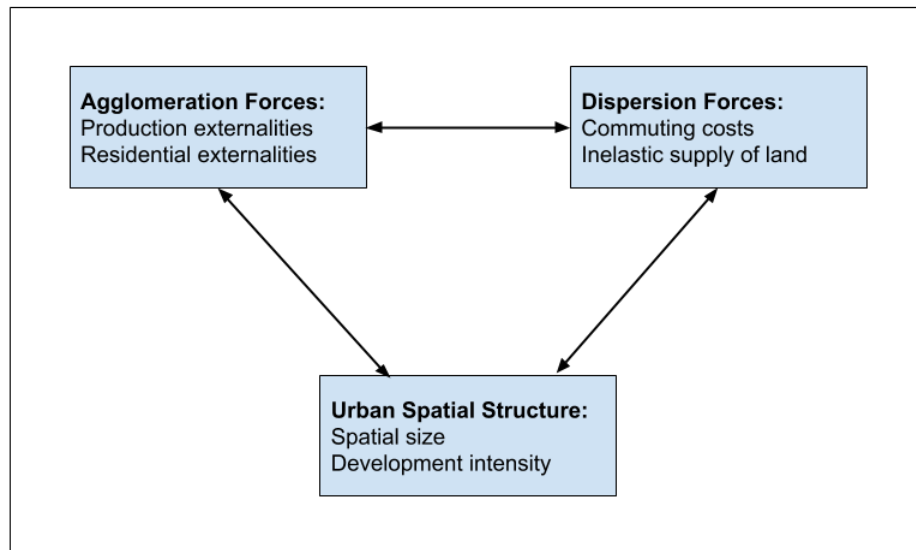 Agglomeration Forces:
Production externalities
Residential externalities
Dispersion Forces:
Commuting costs
Inelastic supply of land
Urban Spatial Structure:
Spatial size
Development intensity